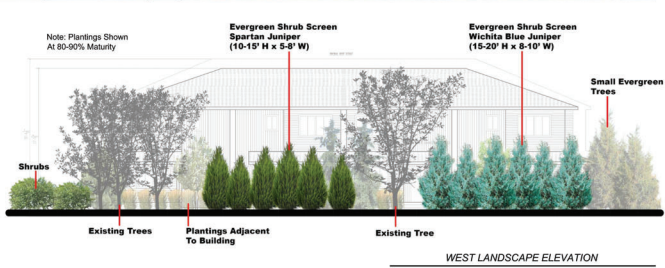 Note: Plantings Shown
At 80-90% Maturity
Evergreen Shrub Screen
Spartan Juniper
(10-15' H x 5-8' W)
Evergreen Shrub Screen
Wichita Blue Juniper
(15-20' H x 8-10' W)
Small Evergreen
Trees
Shrubs
Existing Trees
Plantings Adjacent
To Building
Existing Tree
WEST LANDSCAPE ELEVATION